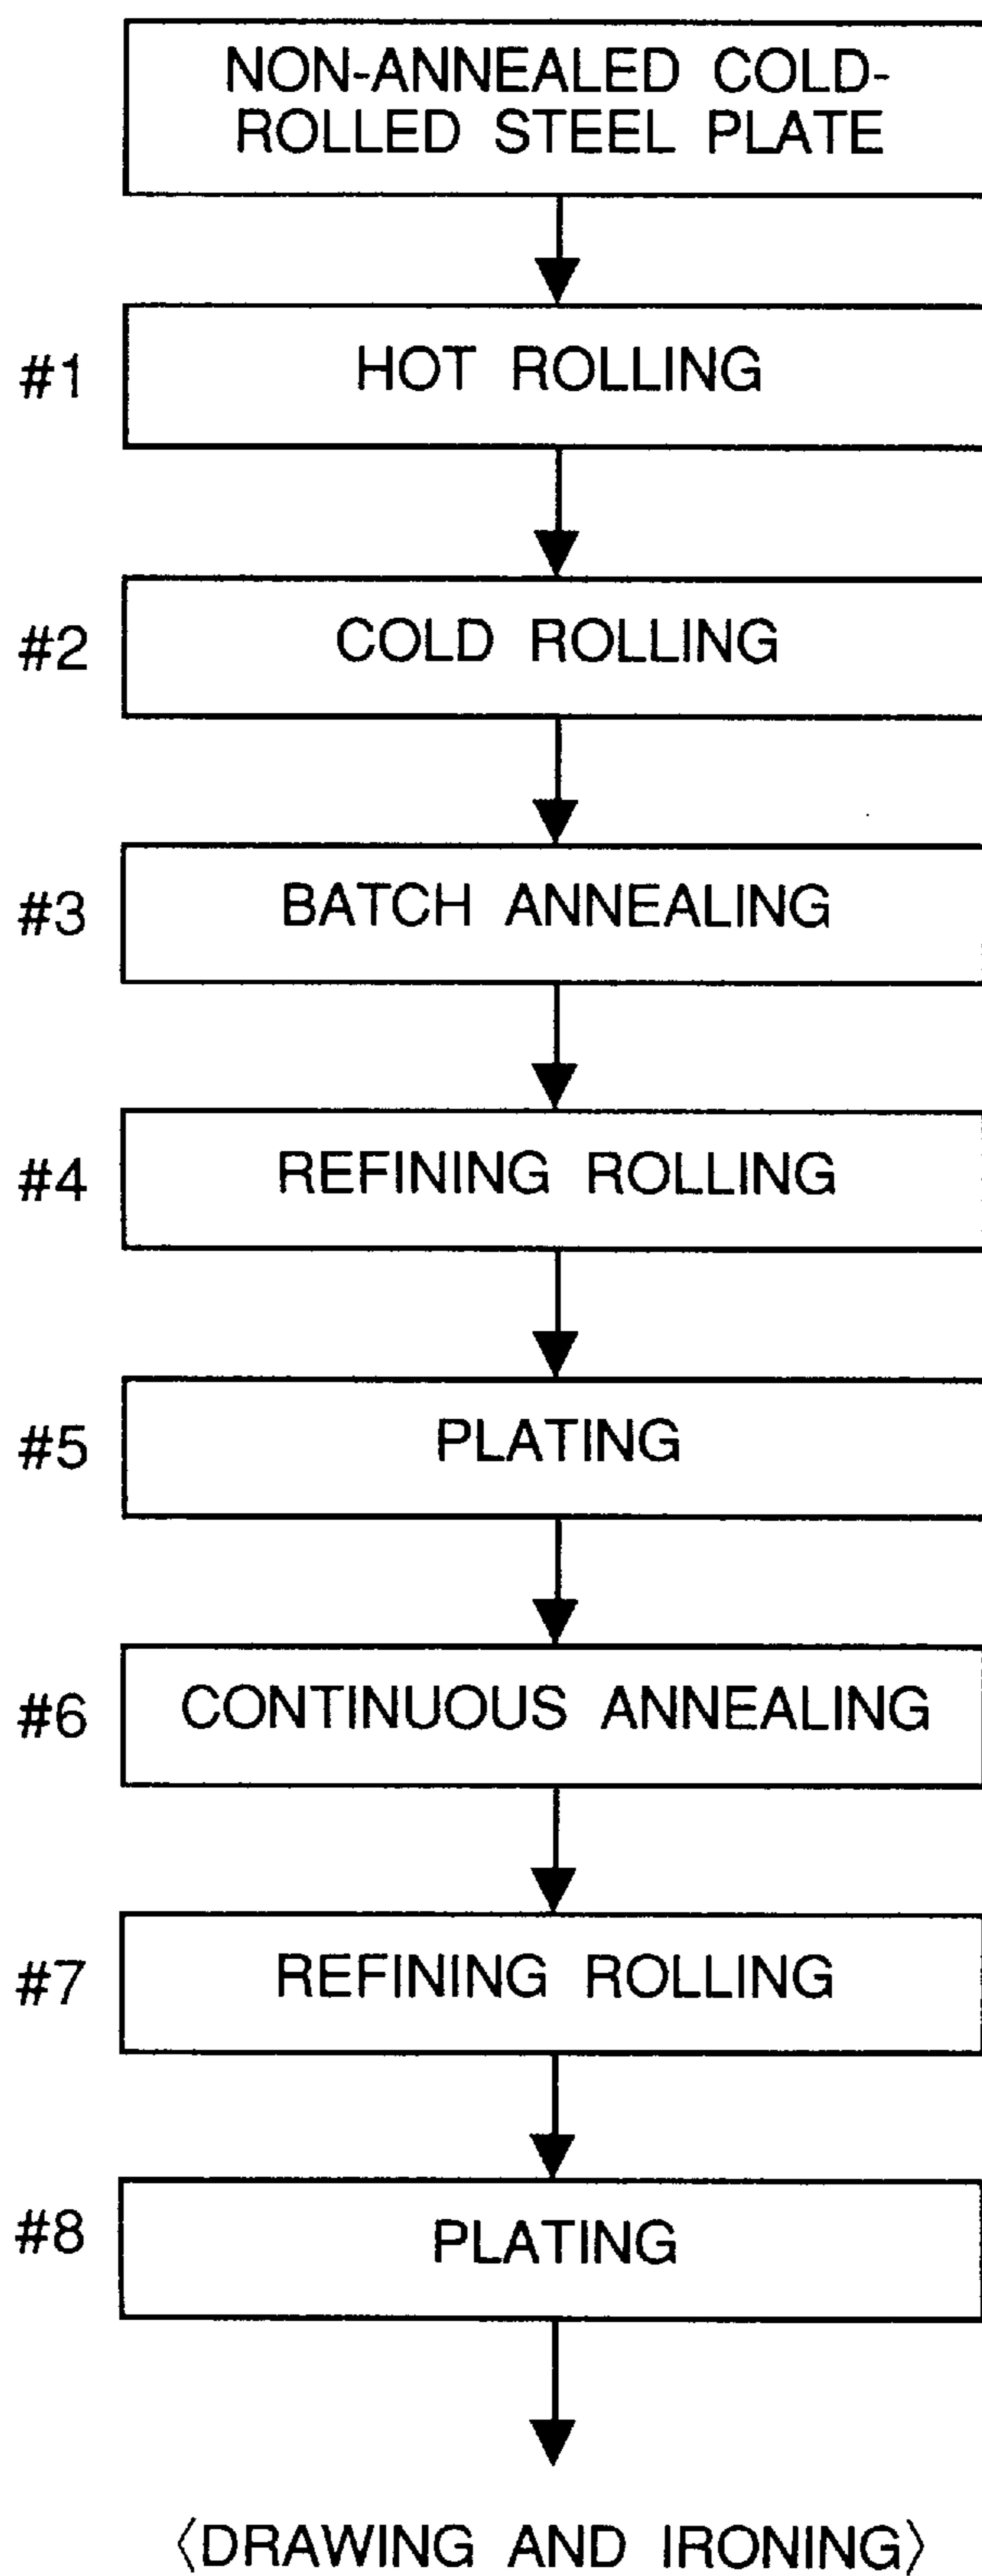 NON-ANNEALED COLD-
ROLLED STEEL PLATE
#1 HOT ROLLING
#2 COLD ROLLING
#3 BATCH ANNEALING
#4 REFINING ROLLING
#5 PLATING
#6 CONTINUOUS ANNEALING
#7 REFINING ROLLING
#8 PLATING
〈DRAWING AND IRONING〉